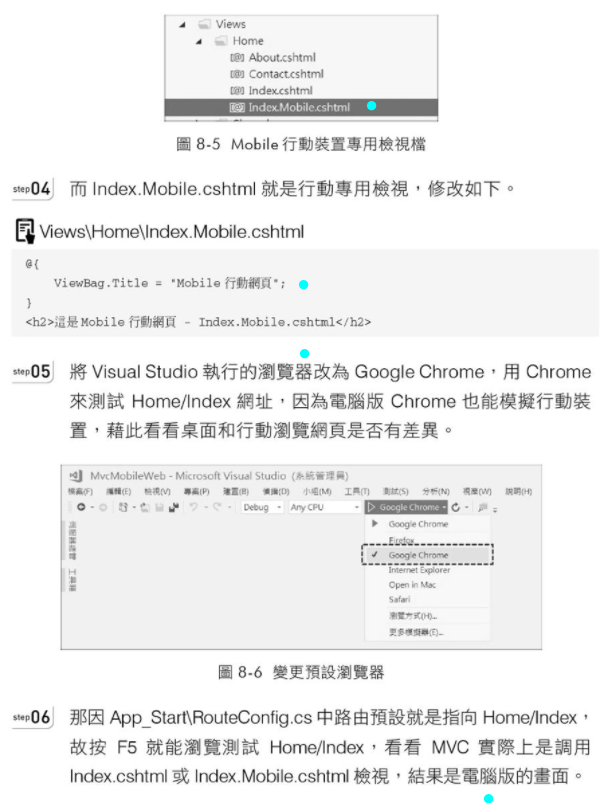 Views
Home
About.cshtml
Contact.cshtml
Index.cshtml
Index.Mobile.cshtml
圖 8-5 Mobile 行動裝置專用檢視檔
step04 而 Index.Mobile.cshtml 就是行動專用檢視，修改如下。
Views\Home\Index.Mobile.cshtml
@{
ViewBag.Title = "Mobile 行動網頁";
}
<h2>這是 Mobile 行動網頁 - Index.Mobile.cshtml</h2>
step05 將 Visual Studio 執行的瀏覽器改為 Google Chrome，用 Chrome
來測試 Home/Index 網址，因為電腦版 Chrome 也能模擬行動裝
置，藉此看看桌面和行動瀏覽網頁是否有差異。
MvcMobileWeb - Microsoft Visual Studio (系統管理員)
檔案(F) 編輯(E) 檢視(V) 專案(P) 建置(B) 偵錯(D) 小組(M) 工具(T) 測試(S) 分析(N) 視窗(W) 說明(H)
Debug Any CPU Google Chrome
Google Chrome
Firefox
Google Chrome
Internet Explorer
Open in Mac
Safari
瀏覽方式(H)...
更多模擬器(E)...
工具箱
圖 8-6 變更預設瀏覽器
step06 那因 App_Start\RouteConfig.cs 中路由預設就是指向 Home/Index，
故按 F5 就能瀏覽測試 Home/Index，看看 MVC 實際上是調用
Index.cshtml 或 Index.Mobile.cshtml 檢視，結果是電腦版的畫面。